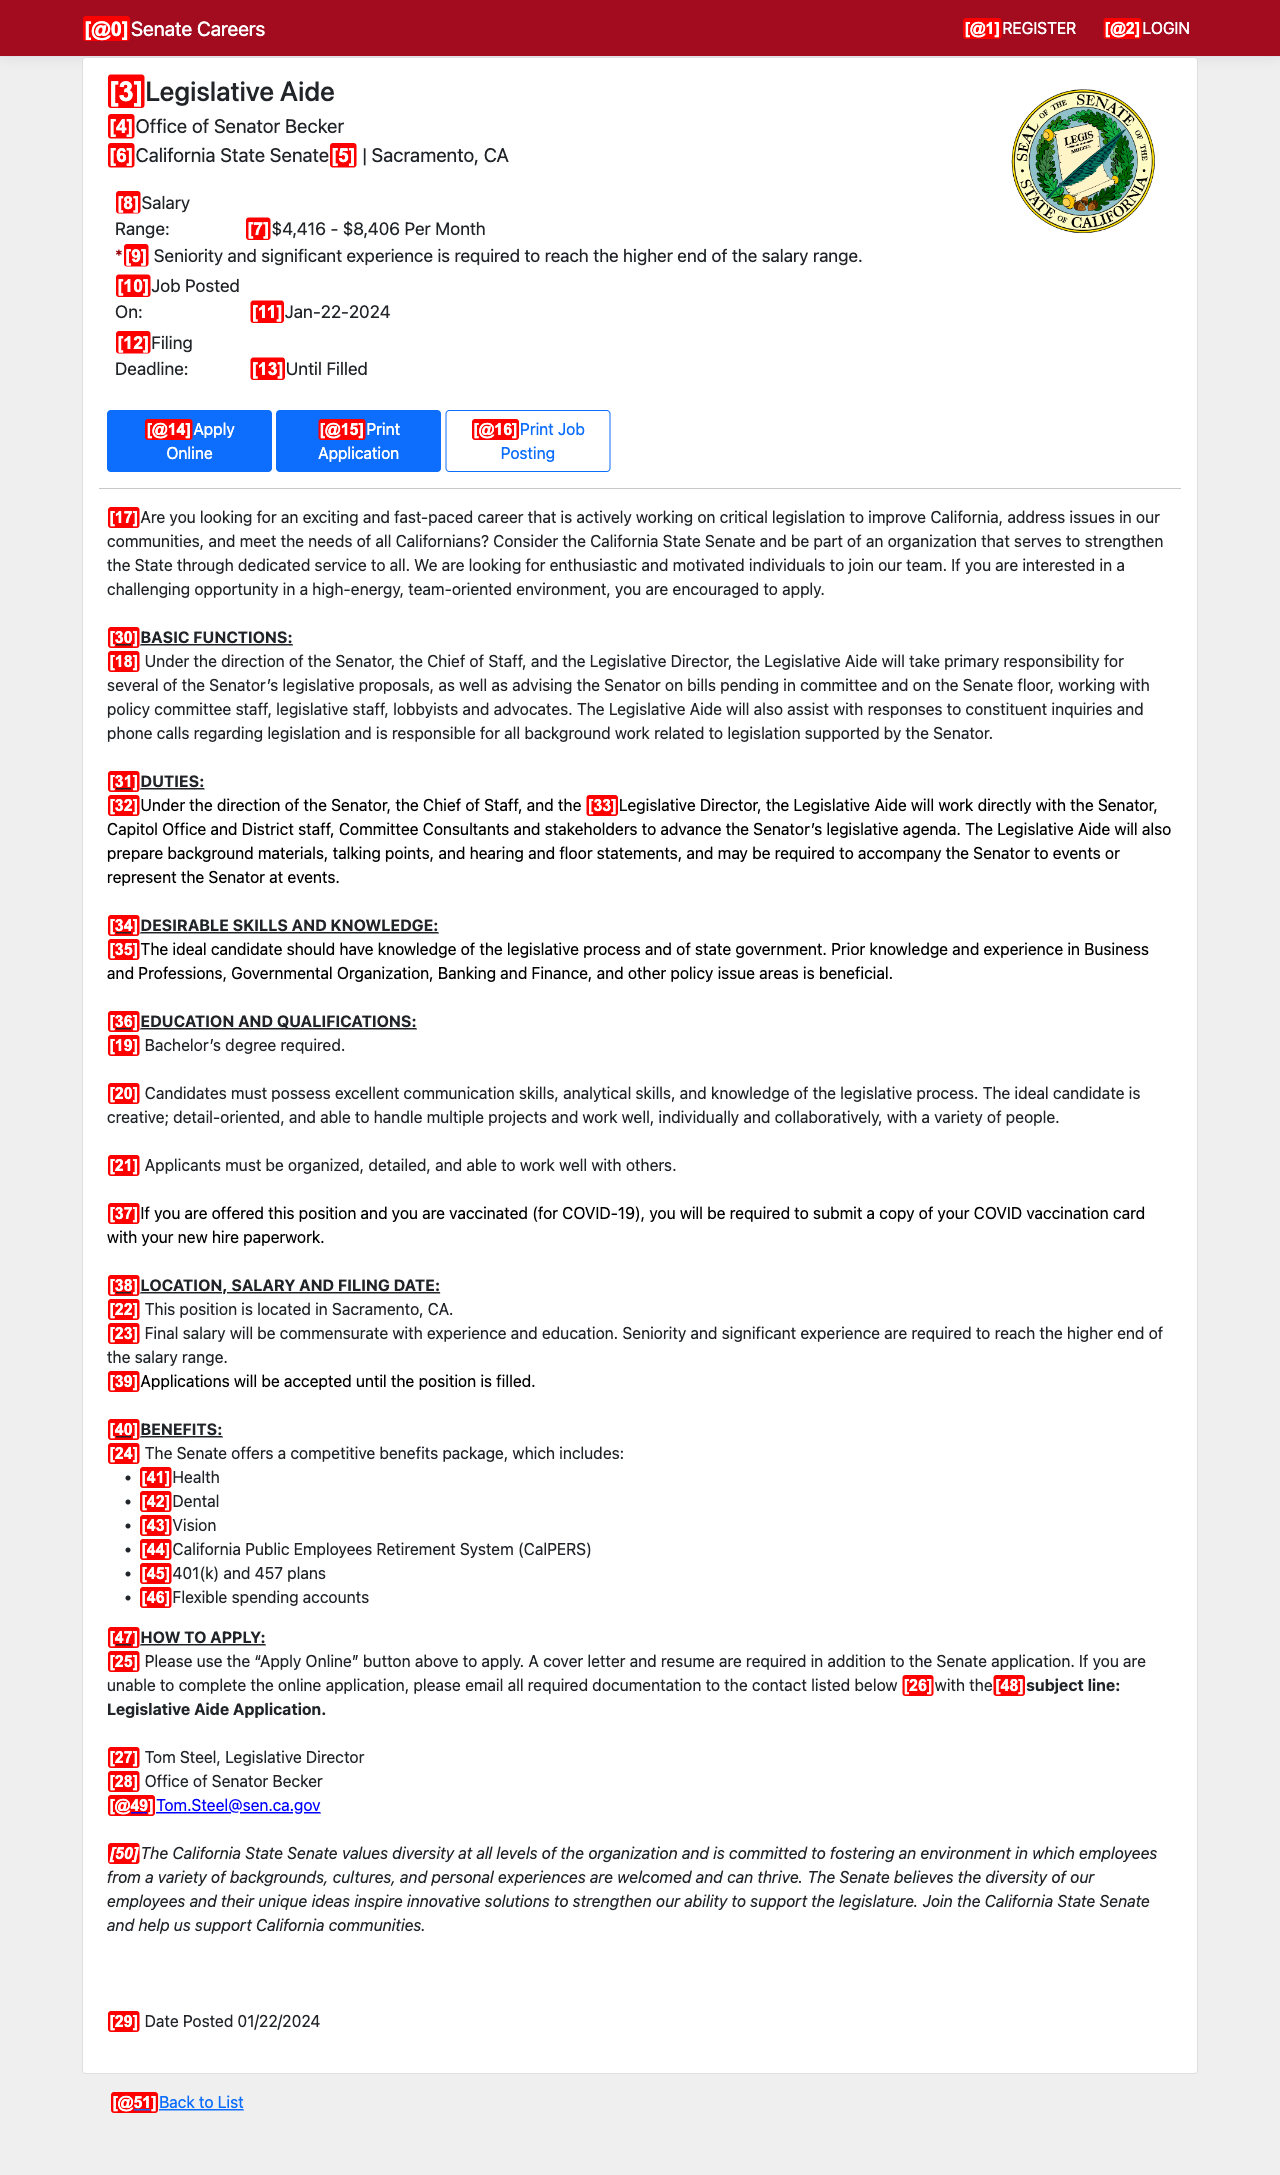 [@0]Senate Careers
[@1]REGISTER
[@2]LOGIN
[3]Legislative Aide
[4]Office of Senator Becker
[6]California State Senate[5] | Sacramento, CA
SEAL OF THE SENATE OF THE STATE OF CALIFORNIA
LEGIS
[8]Salary
Range: [7]$4,416 - $8,406 Per Month
*[9] Seniority and significant experience is required to reach the higher end of the salary range.
[10]Job Posted
On: [11]Jan-22-2024
[12]Filing
Deadline: [13]Until Filled
[@14]Apply
Online
[@15]Print
Application
[@16]Print Job
Posting
[17]Are you looking for an exciting and fast-paced career that is actively working on critical legislation to improve California, address issues in our
communities, and meet the needs of all Californians? Consider the California State Senate and be part of an organization that serves to strengthen
the State through dedicated service to all. We are looking for enthusiastic and motivated individuals to join our team. If you are interested in a
challenging opportunity in a high-energy, team-oriented environment, you are encouraged to apply.
[30]BASIC FUNCTIONS:
[18] Under the direction of the Senator, the Chief of Staff, and the Legislative Director, the Legislative Aide will take primary responsibility for
several of the Senator’s legislative proposals, as well as advising the Senator on bills pending in committee and on the Senate floor, working with
policy committee staff, legislative staff, lobbyists and advocates. The Legislative Aide will also assist with responses to constituent inquiries and
phone calls regarding legislation and is responsible for all background work related to legislation supported by the Senator.
[31]DUTIES:
[32]Under the direction of the Senator, the Chief of Staff, and the [33]Legislative Director, the Legislative Aide will work directly with the Senator,
Capitol Office and District staff, Committee Consultants and stakeholders to advance the Senator’s legislative agenda. The Legislative Aide will also
prepare background materials, talking points, and hearing and floor statements, and may be required to accompany the Senator to events or
represent the Senator at events.
[34]DESIRABLE SKILLS AND KNOWLEDGE:
[35]The ideal candidate should have knowledge of the legislative process and of state government. Prior knowledge and experience in Business
and Professions, Governmental Organization, Banking and Finance, and other policy issue areas is beneficial.
[36]EDUCATION AND QUALIFICATIONS:
[19] Bachelor’s degree required.
[20] Candidates must possess excellent communication skills, analytical skills, and knowledge of the legislative process. The ideal candidate is
creative; detail-oriented, and able to handle multiple projects and work well, individually and collaboratively, with a variety of people.
[21] Applicants must be organized, detailed, and able to work well with others.
[37]If you are offered this position and you are vaccinated (for COVID-19), you will be required to submit a copy of your COVID vaccination card
with your new hire paperwork.
[38]LOCATION, SALARY AND FILING DATE:
[22] This position is located in Sacramento, CA.
[23] Final salary will be commensurate with experience and education. Seniority and significant experience are required to reach the higher end of
the salary range.
[39]Applications will be accepted until the position is filled.
[40]BENEFITS:
[24] The Senate offers a competitive benefits package, which includes:
• [41]Health
• [42]Dental
• [43]Vision
• [44]California Public Employees Retirement System (CalPERS)
• [45]401(k) and 457 plans
• [46]Flexible spending accounts
[47]HOW TO APPLY:
[25] Please use the “Apply Online” button above to apply. A cover letter and resume are required in addition to the Senate application. If you are
unable to complete the online application, please email all required documentation to the contact listed below [26]with the[48]subject line:
Legislative Aide Application.
[27] Tom Steel, Legislative Director
[28] Office of Senator Becker
[@49]Tom.Steel@sen.ca.gov
[50]The California State Senate values diversity at all levels of the organization and is committed to fostering an environment in which employees
from a variety of backgrounds, cultures, and personal experiences are welcomed and can thrive. The Senate believes the diversity of our
employees and their unique ideas inspire innovative solutions to strengthen our ability to support the legislature. Join the California State Senate
and help us support California communities.
[29] Date Posted 01/22/2024
[@51]Back to List